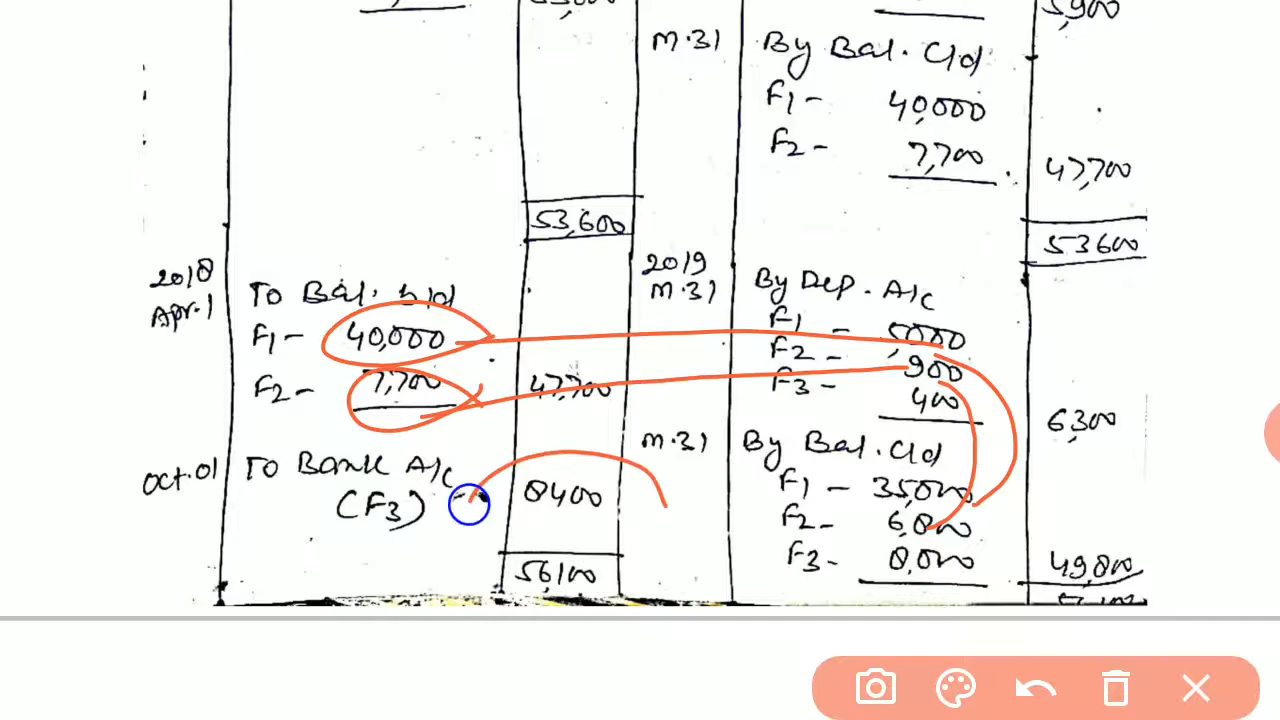 5,900
M.31 By Bal. C/d
F1 - 40,000
F2 - 7,700 47,700
53,600 53600
2018 Apr.1 To Bal. b/d 2019 M.31 By Dep. A/c
F1 - 40,000 F1 - 5000
F2 - 7,700 47,700 F2 - 900
F3 - 400 6,300
Oct.01 To Bank A/c 8400 M.31 By Bal. C/d
(F3) F1 - 35,000
F2 - 6,800
F3 - 8,000 49,800
56,100